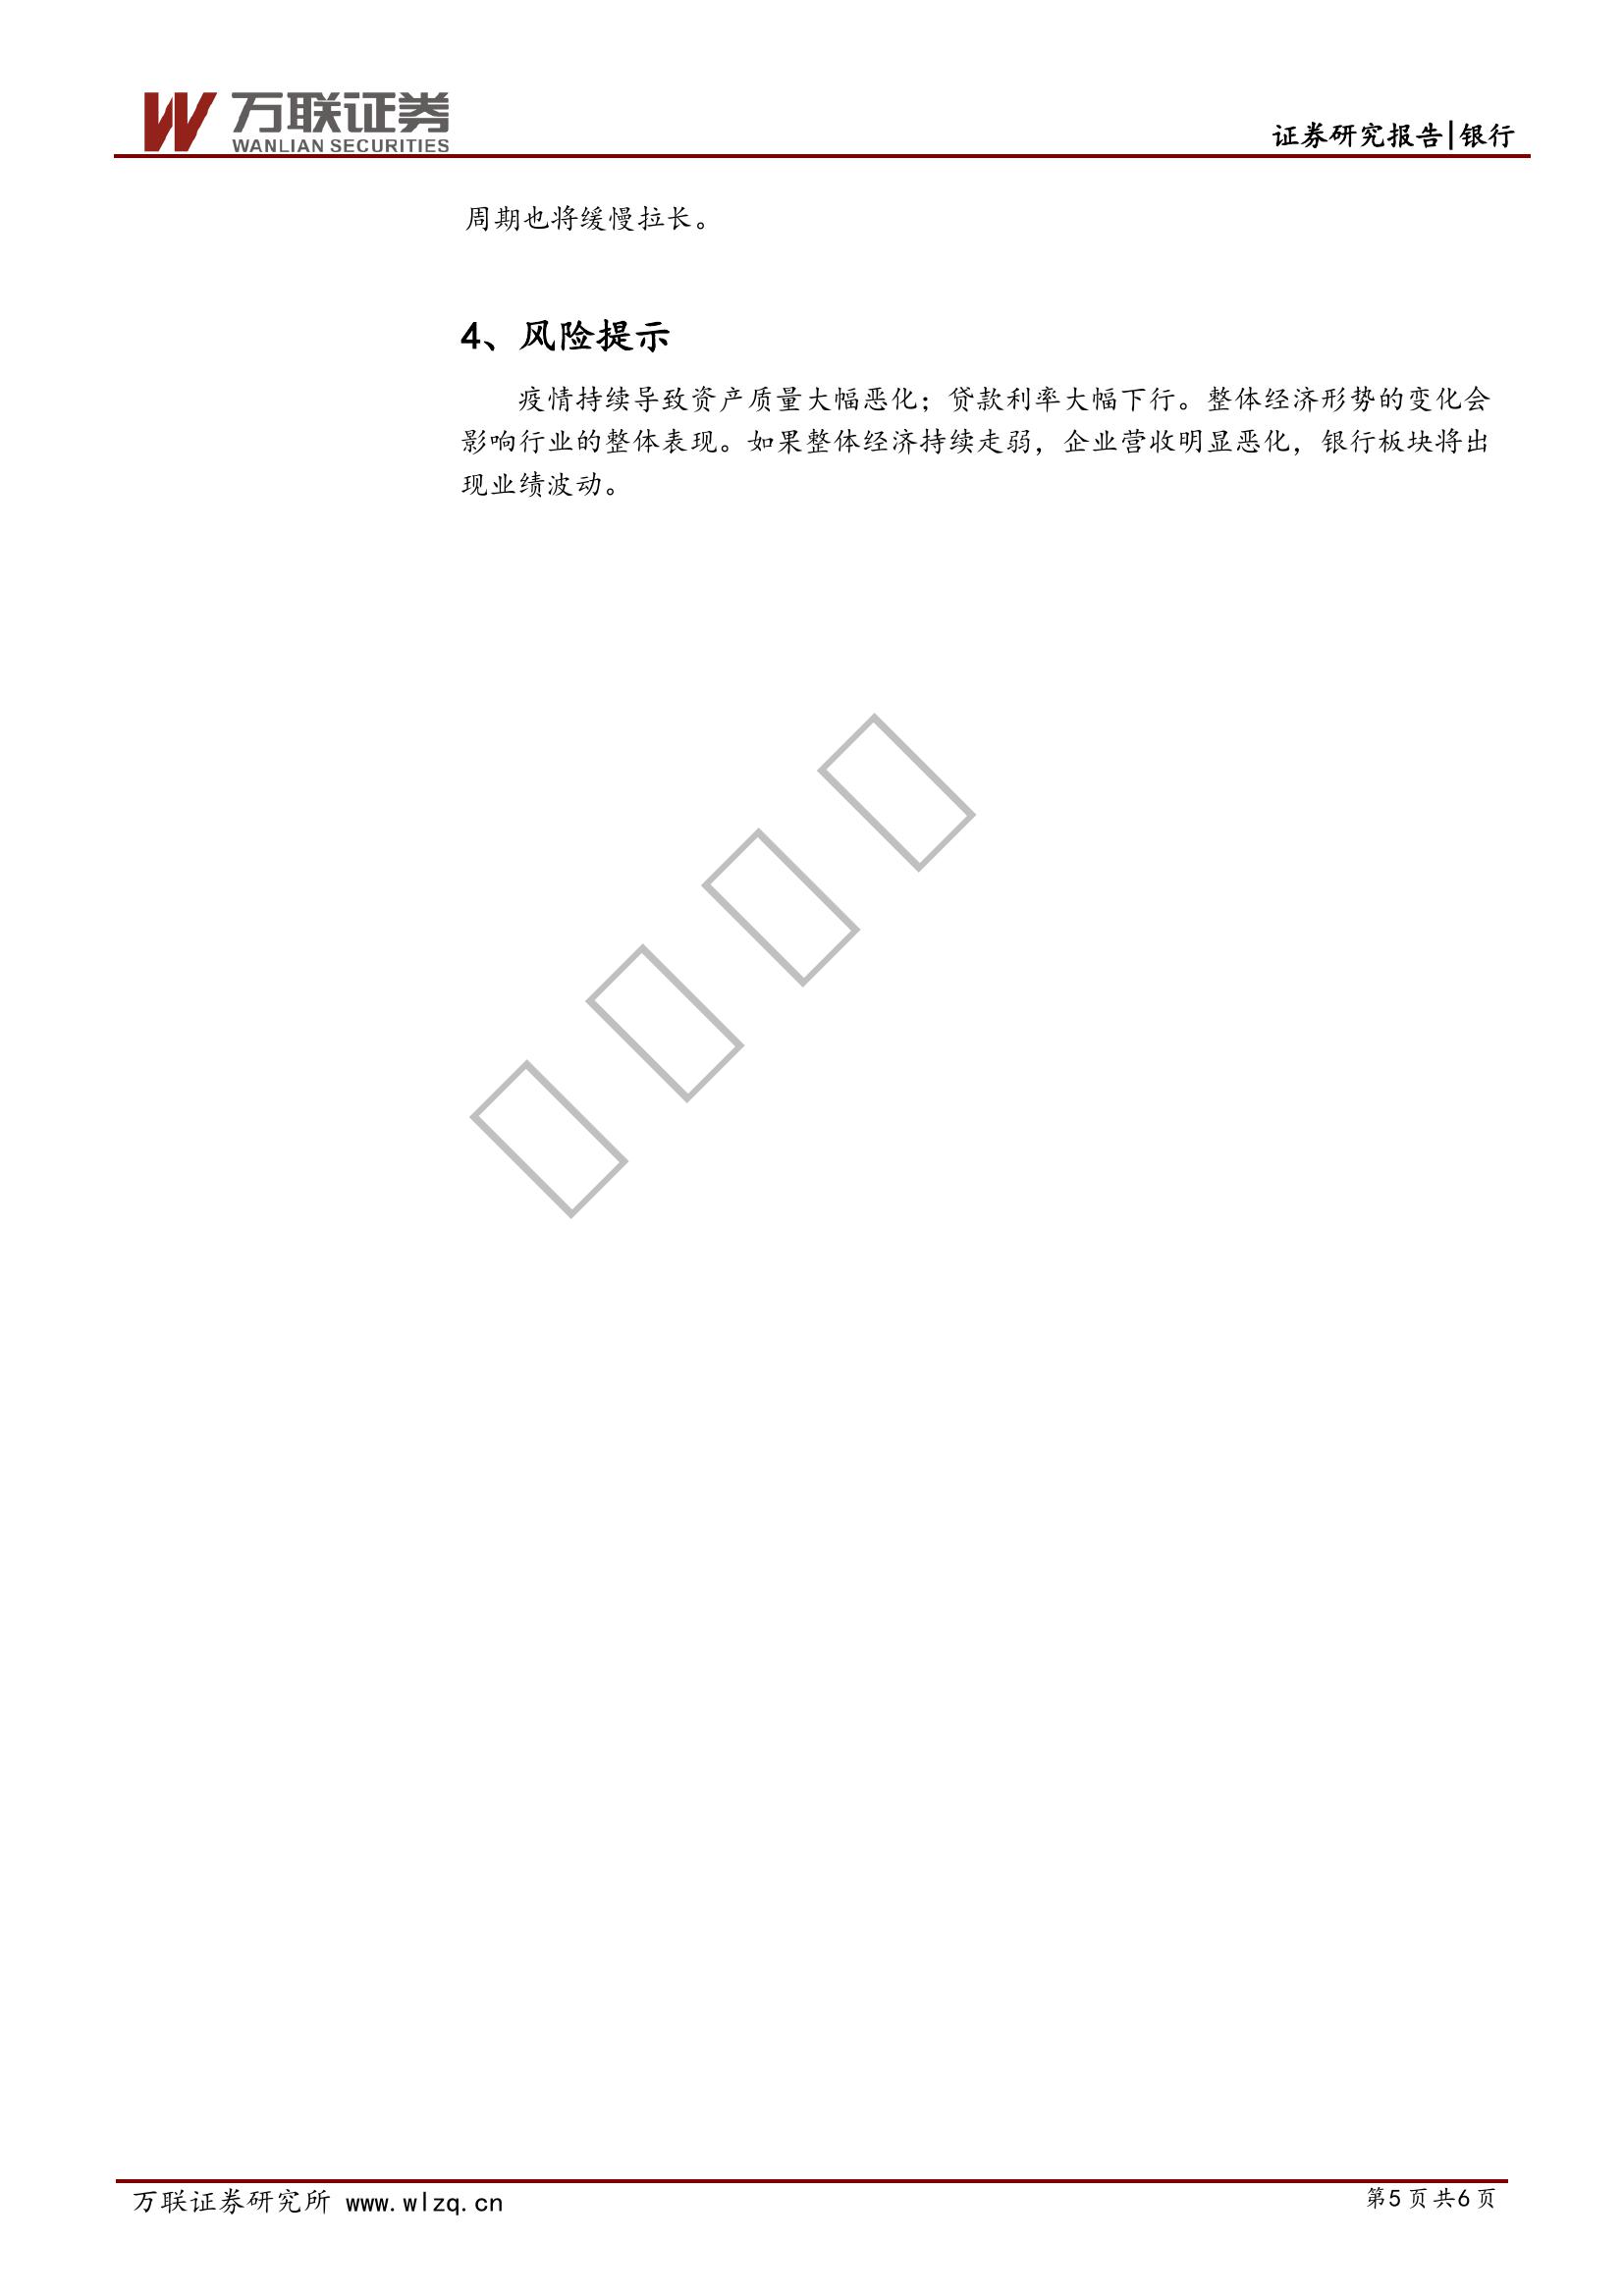 万联证券
WANLIAN SECURITIES
证券研究报告|银行
周期也将缓慢拉长。
4、风险提示
疫情持续导致资产质量大幅恶化；贷款利率大幅下行。整体经济形势的变化会
影响行业的整体表现。如果整体经济持续走弱，企业营收明显恶化，银行板块将出
现业绩波动。
万联证券研究所 www.wlzq.cn
第5页共6页